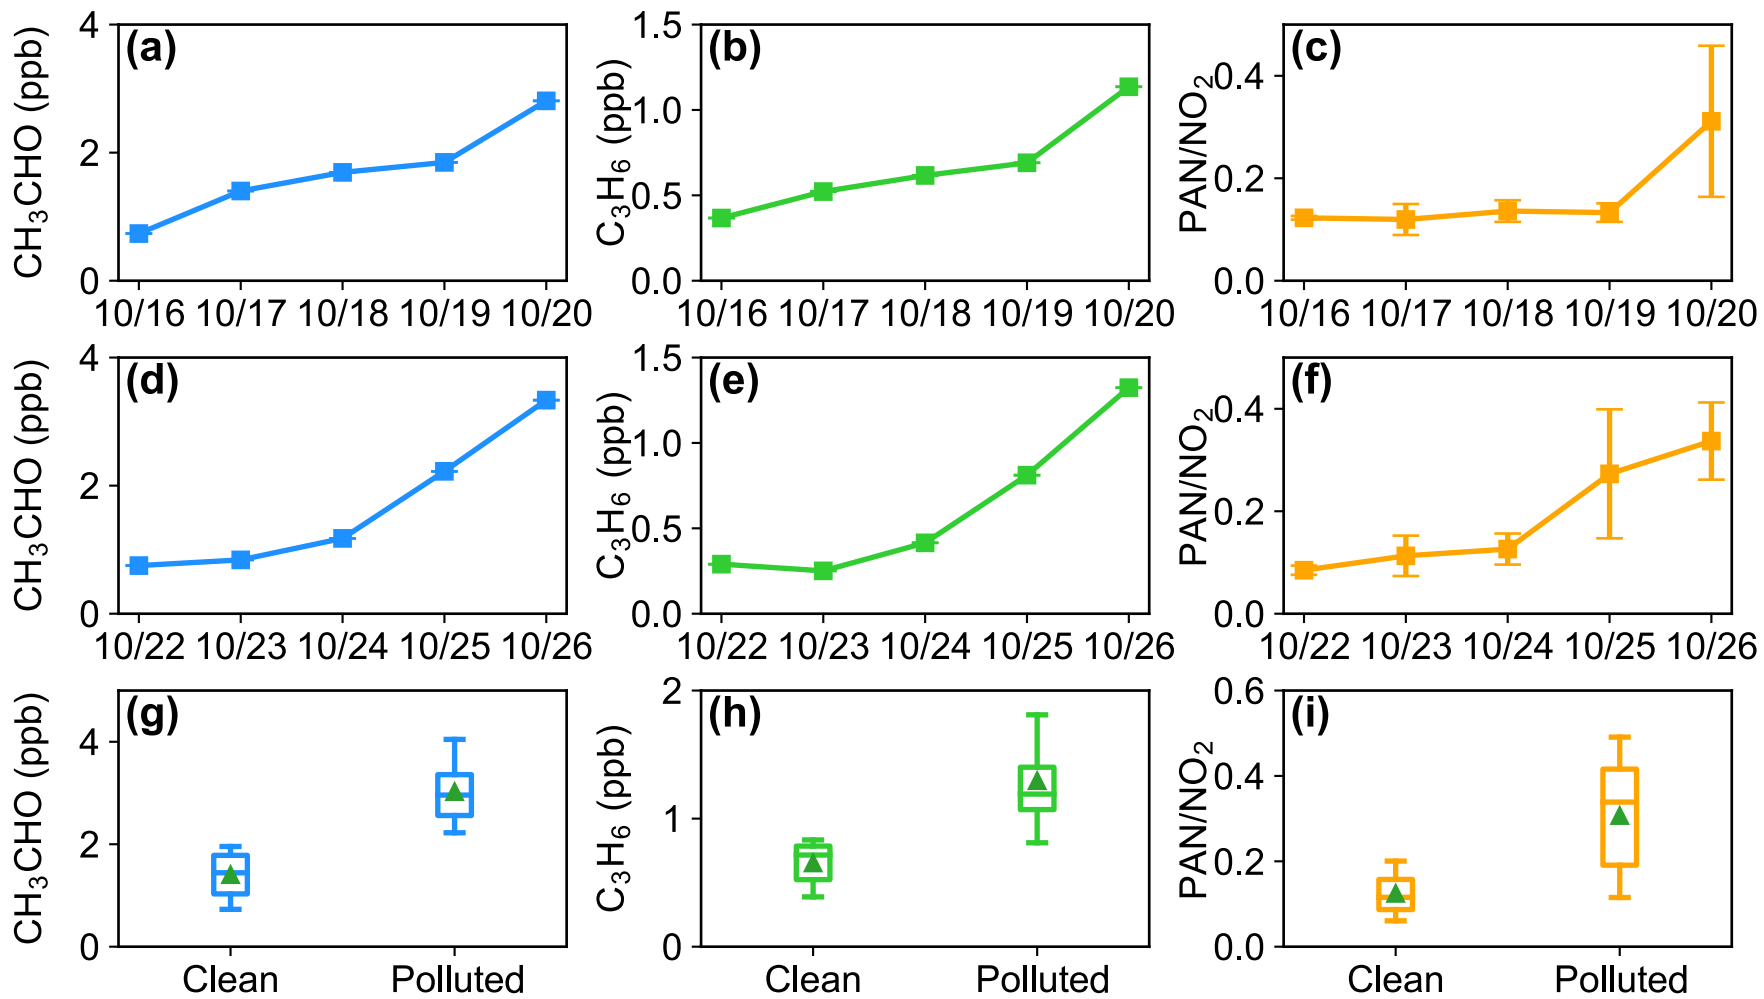 (a)
CH₃CHO (ppb)
4
2
0
10/16 10/17 10/18 10/19 10/20
(b)
C₃H₆ (ppb)
1.5
1.0
0.5
0.0
10/16 10/17 10/18 10/19 10/20
(c)
PAN/NO₂
0.4
0.2
0.0
10/16 10/17 10/18 10/19 10/20
(d)
CH₃CHO (ppb)
4
2
0
10/22 10/23 10/24 10/25 10/26
(e)
C₃H₆ (ppb)
1.5
1.0
0.5
0.0
10/22 10/23 10/24 10/25 10/26
(f)
PAN/NO₂
0.4
0.2
0.0
10/22 10/23 10/24 10/25 10/26
(g)
CH₃CHO (ppb)
4
2
0
Clean Polluted
(h)
C₃H₆ (ppb)
2
1
0
Clean Polluted
(i)
PAN/NO₂
0.6
0.4
0.2
0.0
Clean Polluted